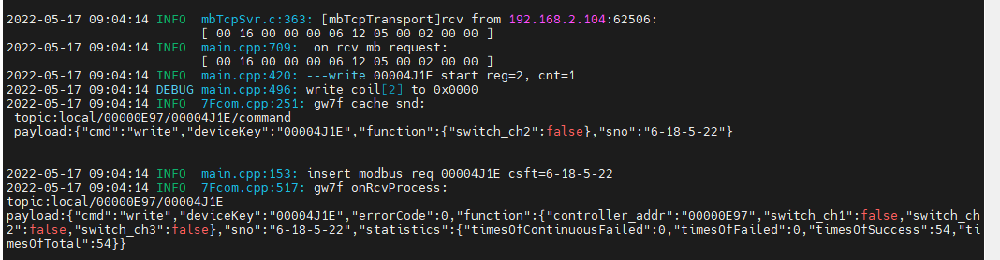 2022-05-17 09:04:14 INFO  mbTcpSvr.c:363: [mbTcpTransport]rcv from 192.168.2.104:62506:
[ 00 16 00 00 00 06 12 05 00 02 00 00 ]
2022-05-17 09:04:14 INFO  main.cpp:709:  on rcv mb request:
[ 00 16 00 00 00 06 12 05 00 02 00 00 ]
2022-05-17 09:04:14 INFO  main.cpp:420: ---write 00004J1E start reg=2, cnt=1
2022-05-17 09:04:14 DEBUG main.cpp:496: write coil[2] to 0x0000
2022-05-17 09:04:14 INFO  7Fcom.cpp:251: gw7f cache snd:
topic:local/00000E97/00004J1E/command
payload:{"cmd":"write","deviceKey":"00004J1E","function":{"switch_ch2":false},"sno":"6-18-5-22"}
2022-05-17 09:04:14 INFO  main.cpp:153: insert modbus req 00004J1E csft=6-18-5-22
2022-05-17 09:04:14 INFO  7Fcom.cpp:517: gw7f onRcvProcess:
topic:local/00000E97/00004J1E
payload:{"cmd":"write","deviceKey":"00004J1E","errorCode":0,"function":{"controller_addr":"00000E97","switch_ch1":false,"switch_ch
2":false,"switch_ch3":false},"sno":"6-18-5-22","statistics":{"timesOfContinuousFailed":0,"timesOfFailed":0,"timesOfSuccess":54,"ti
mesOfTotal":54}}